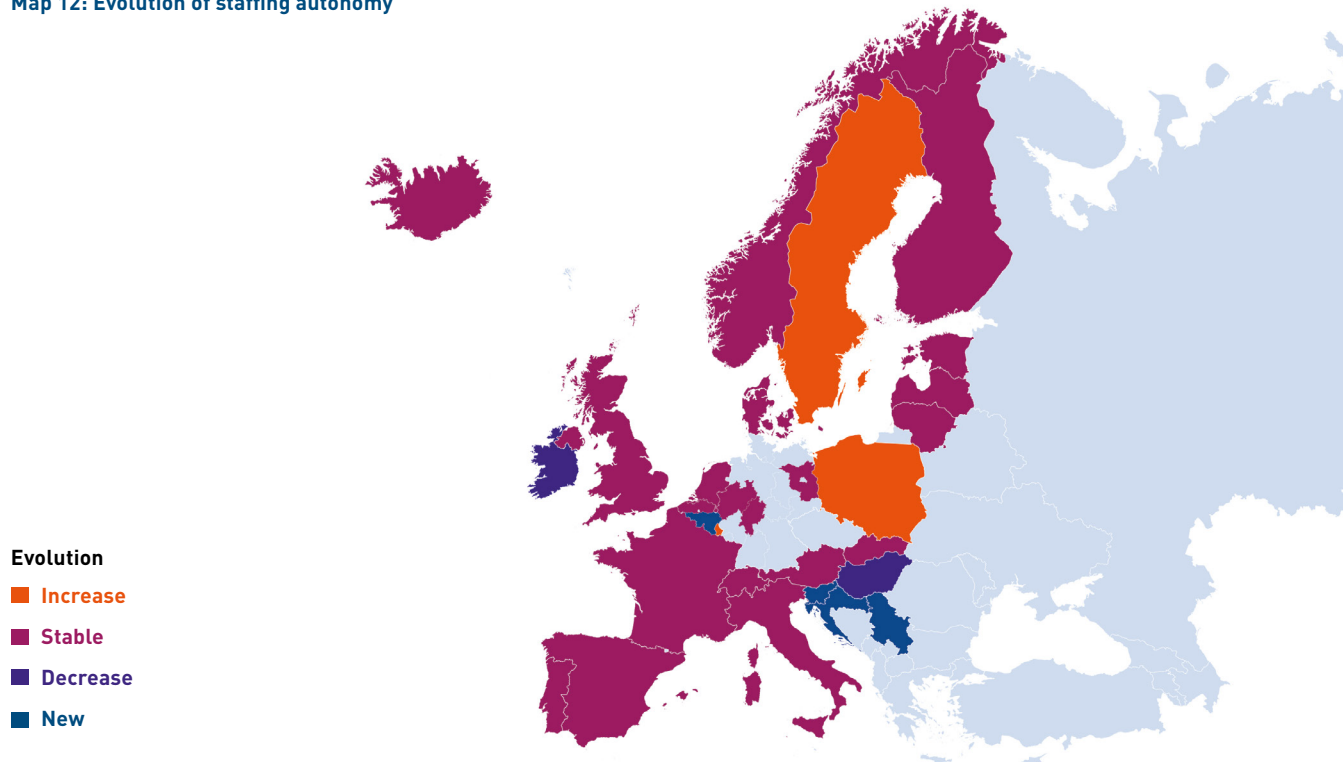 Map 12: Evolution of staffing autonomy
Evolution
Increase
Stable
Decrease
New